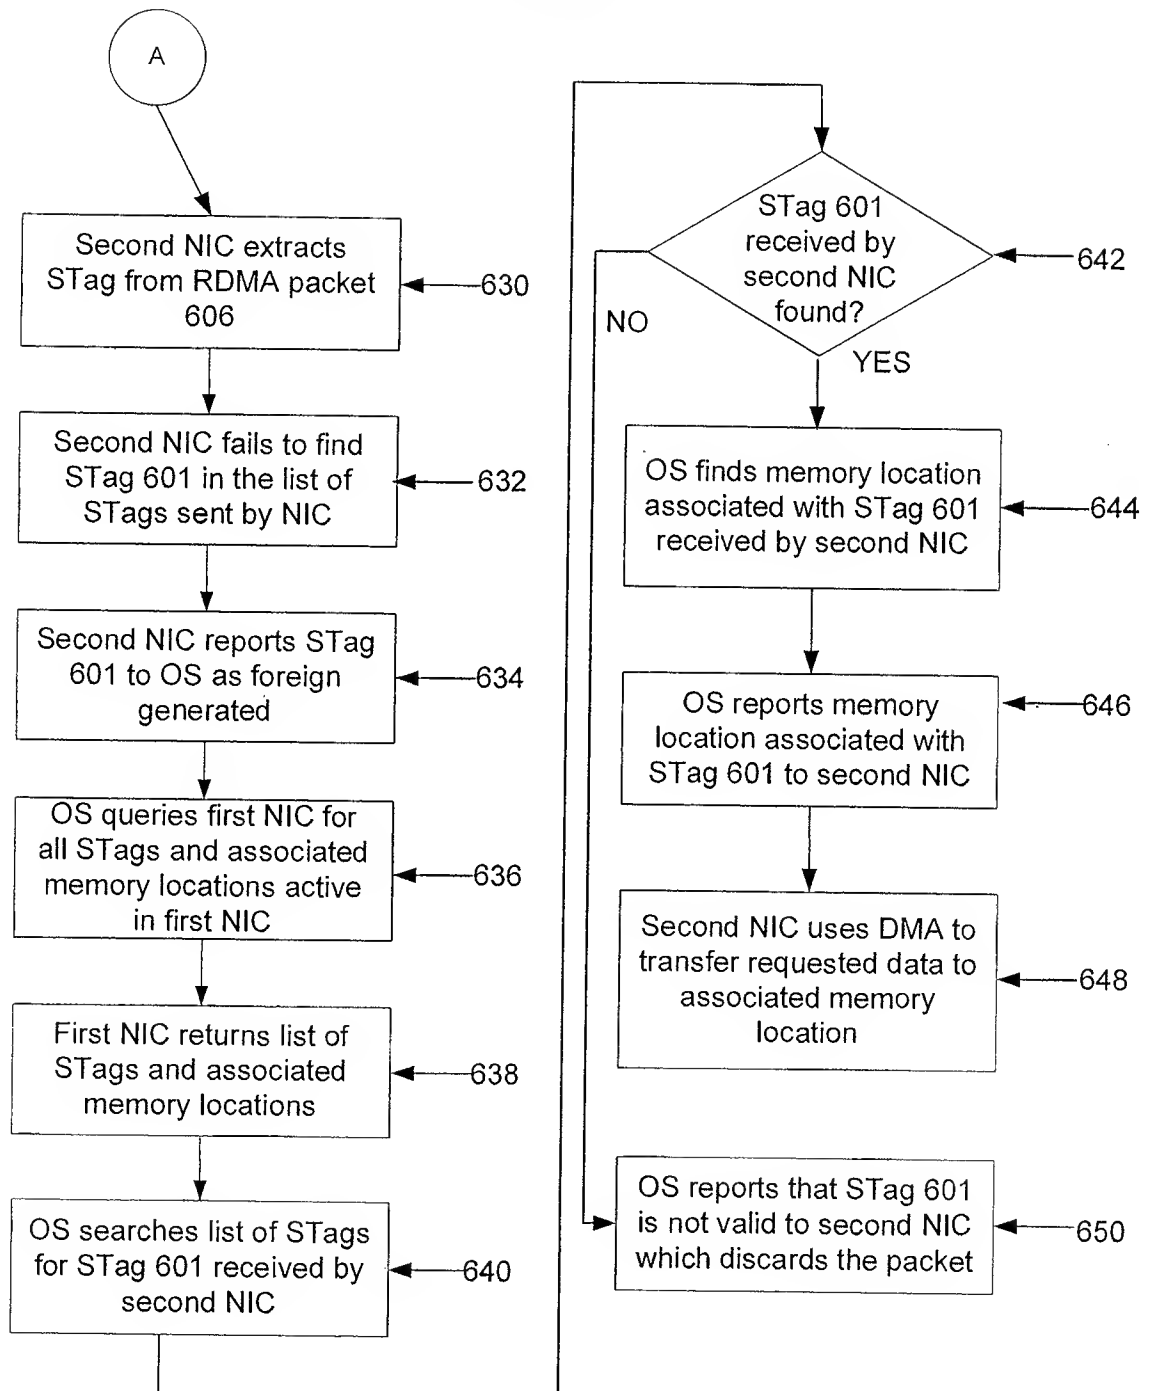 A
Second NIC extracts
STag from RDMA packet
606
630
Second NIC fails to find
STag 601 in the list of
STags sent by NIC
632
Second NIC reports STag
601 to OS as foreign
generated
634
OS queries first NIC for
all STags and associated
memory locations active
in first NIC
636
First NIC returns list of
STags and associated
memory locations
638
OS searches list of STags
for STag 601 received by
second NIC
640
STag 601
received by
second NIC
found?
642
NO
YES
OS finds memory location
associated with STag 601
received by second NIC
644
OS reports memory
location associated with
STag 601 to second NIC
646
Second NIC uses DMA to
transfer requested data to
associated memory
location
648
OS reports that STag 601
is not valid to second NIC
which discards the packet
650